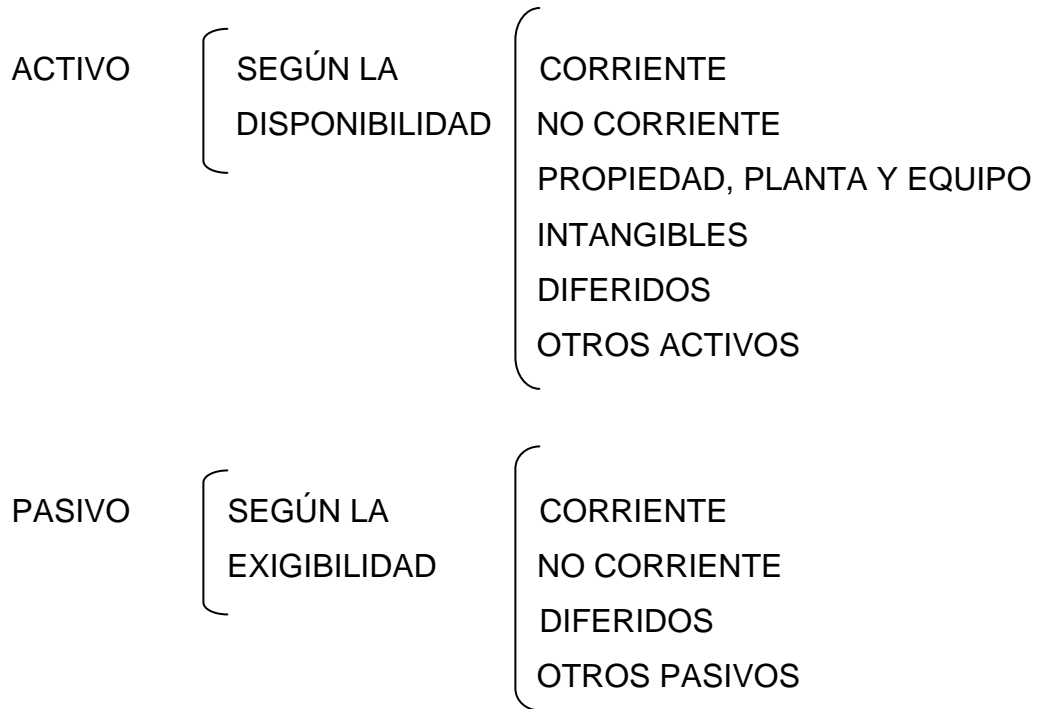 ACTIVO SEGÚN LA CORRIENTE
DISPONIBILIDAD NO CORRIENTE
PROPIEDAD, PLANTA Y EQUIPO
INTANGIBLES
DIFERIDOS
OTROS ACTIVOS
PASIVO SEGÚN LA CORRIENTE
EXIGIBILIDAD NO CORRIENTE
DIFERIDOS
OTROS PASIVOS